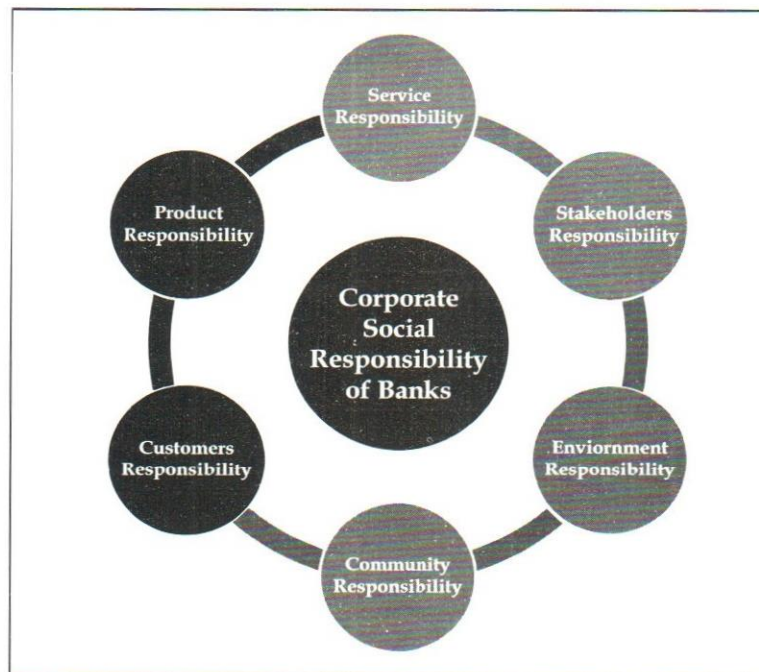 Service
Responsibility
Stakeholders
Responsibility
Enviornment
Responsibility
Community
Responsibility
Customers
Responsibility
Product
Responsibility
Corporate
Social
Responsibility
of Banks